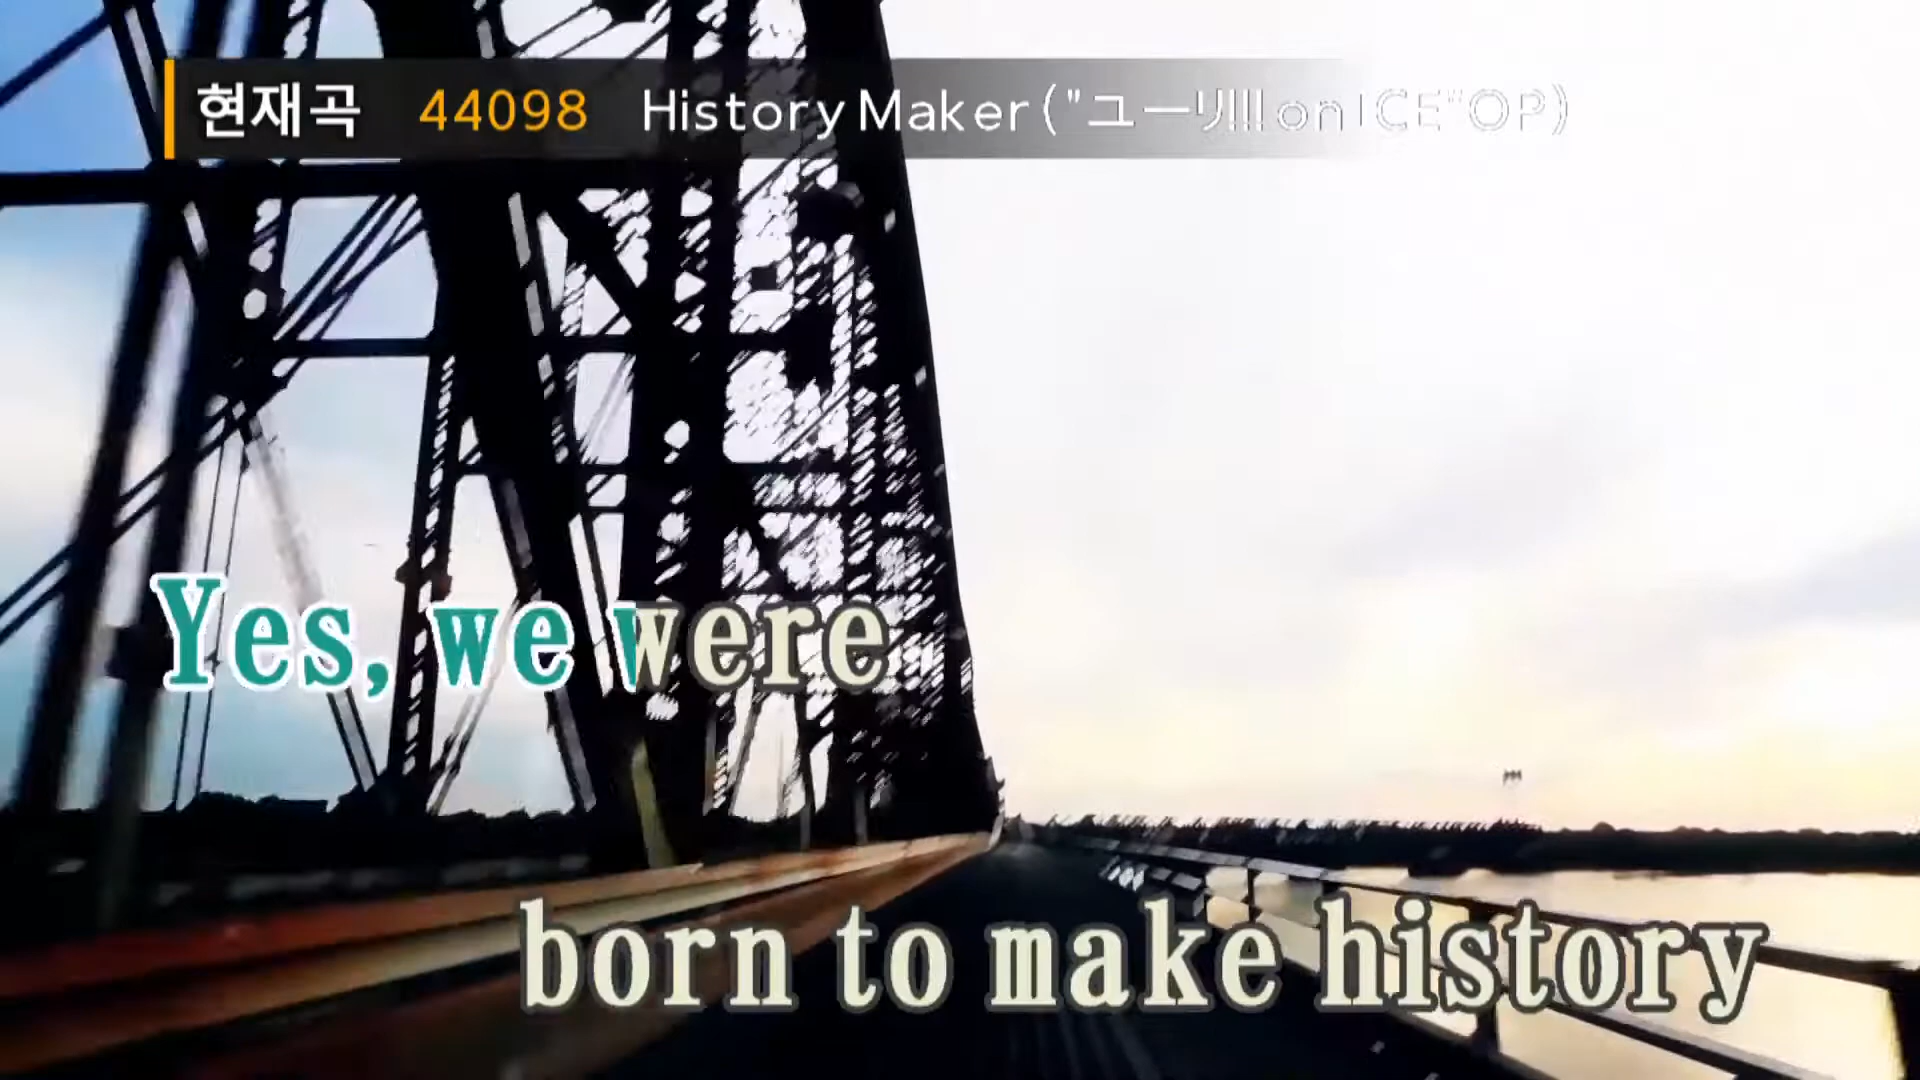 현재곡 44098 History Maker("ユーリ!!! on ICE"OP)
Yes, we were
born to make history